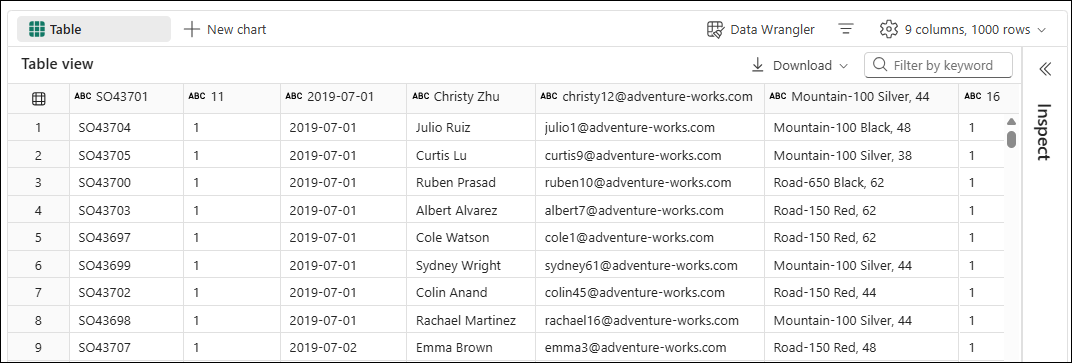 Table New chart Data Wrangler 9 columns, 1000 rows
Table view Download Filter by keyword
ABC SO43701 ABC 11 ABC 2019-07-01 ABC Christy Zhu ABC christy12@adventure-works.com ABC Mountain-100 Silver, 44 ABC 16
1 SO43704 1 2019-07-01 Julio Ruiz julio1@adventure-works.com Mountain-100 Black, 48 1
2 SO43705 1 2019-07-01 Curtis Lu curtis9@adventure-works.com Mountain-100 Silver, 38 1
3 SO43700 1 2019-07-01 Ruben Prasad ruben10@adventure-works.com Road-650 Black, 62 1
4 SO43703 1 2019-07-01 Albert Alvarez albert7@adventure-works.com Road-150 Red, 62 1
5 SO43697 1 2019-07-01 Cole Watson cole1@adventure-works.com Road-150 Red, 62 1
6 SO43699 1 2019-07-01 Sydney Wright sydney61@adventure-works.com Mountain-100 Silver, 44 1
7 SO43702 1 2019-07-01 Colin Anand colin45@adventure-works.com Road-150 Red, 44 1
8 SO43698 1 2019-07-01 Rachael Martinez rachael16@adventure-works.com Mountain-100 Silver, 44 1
9 SO43707 1 2019-07-02 Emma Brown emma3@adventure-works.com Road-150 Red, 48 1
Inspect